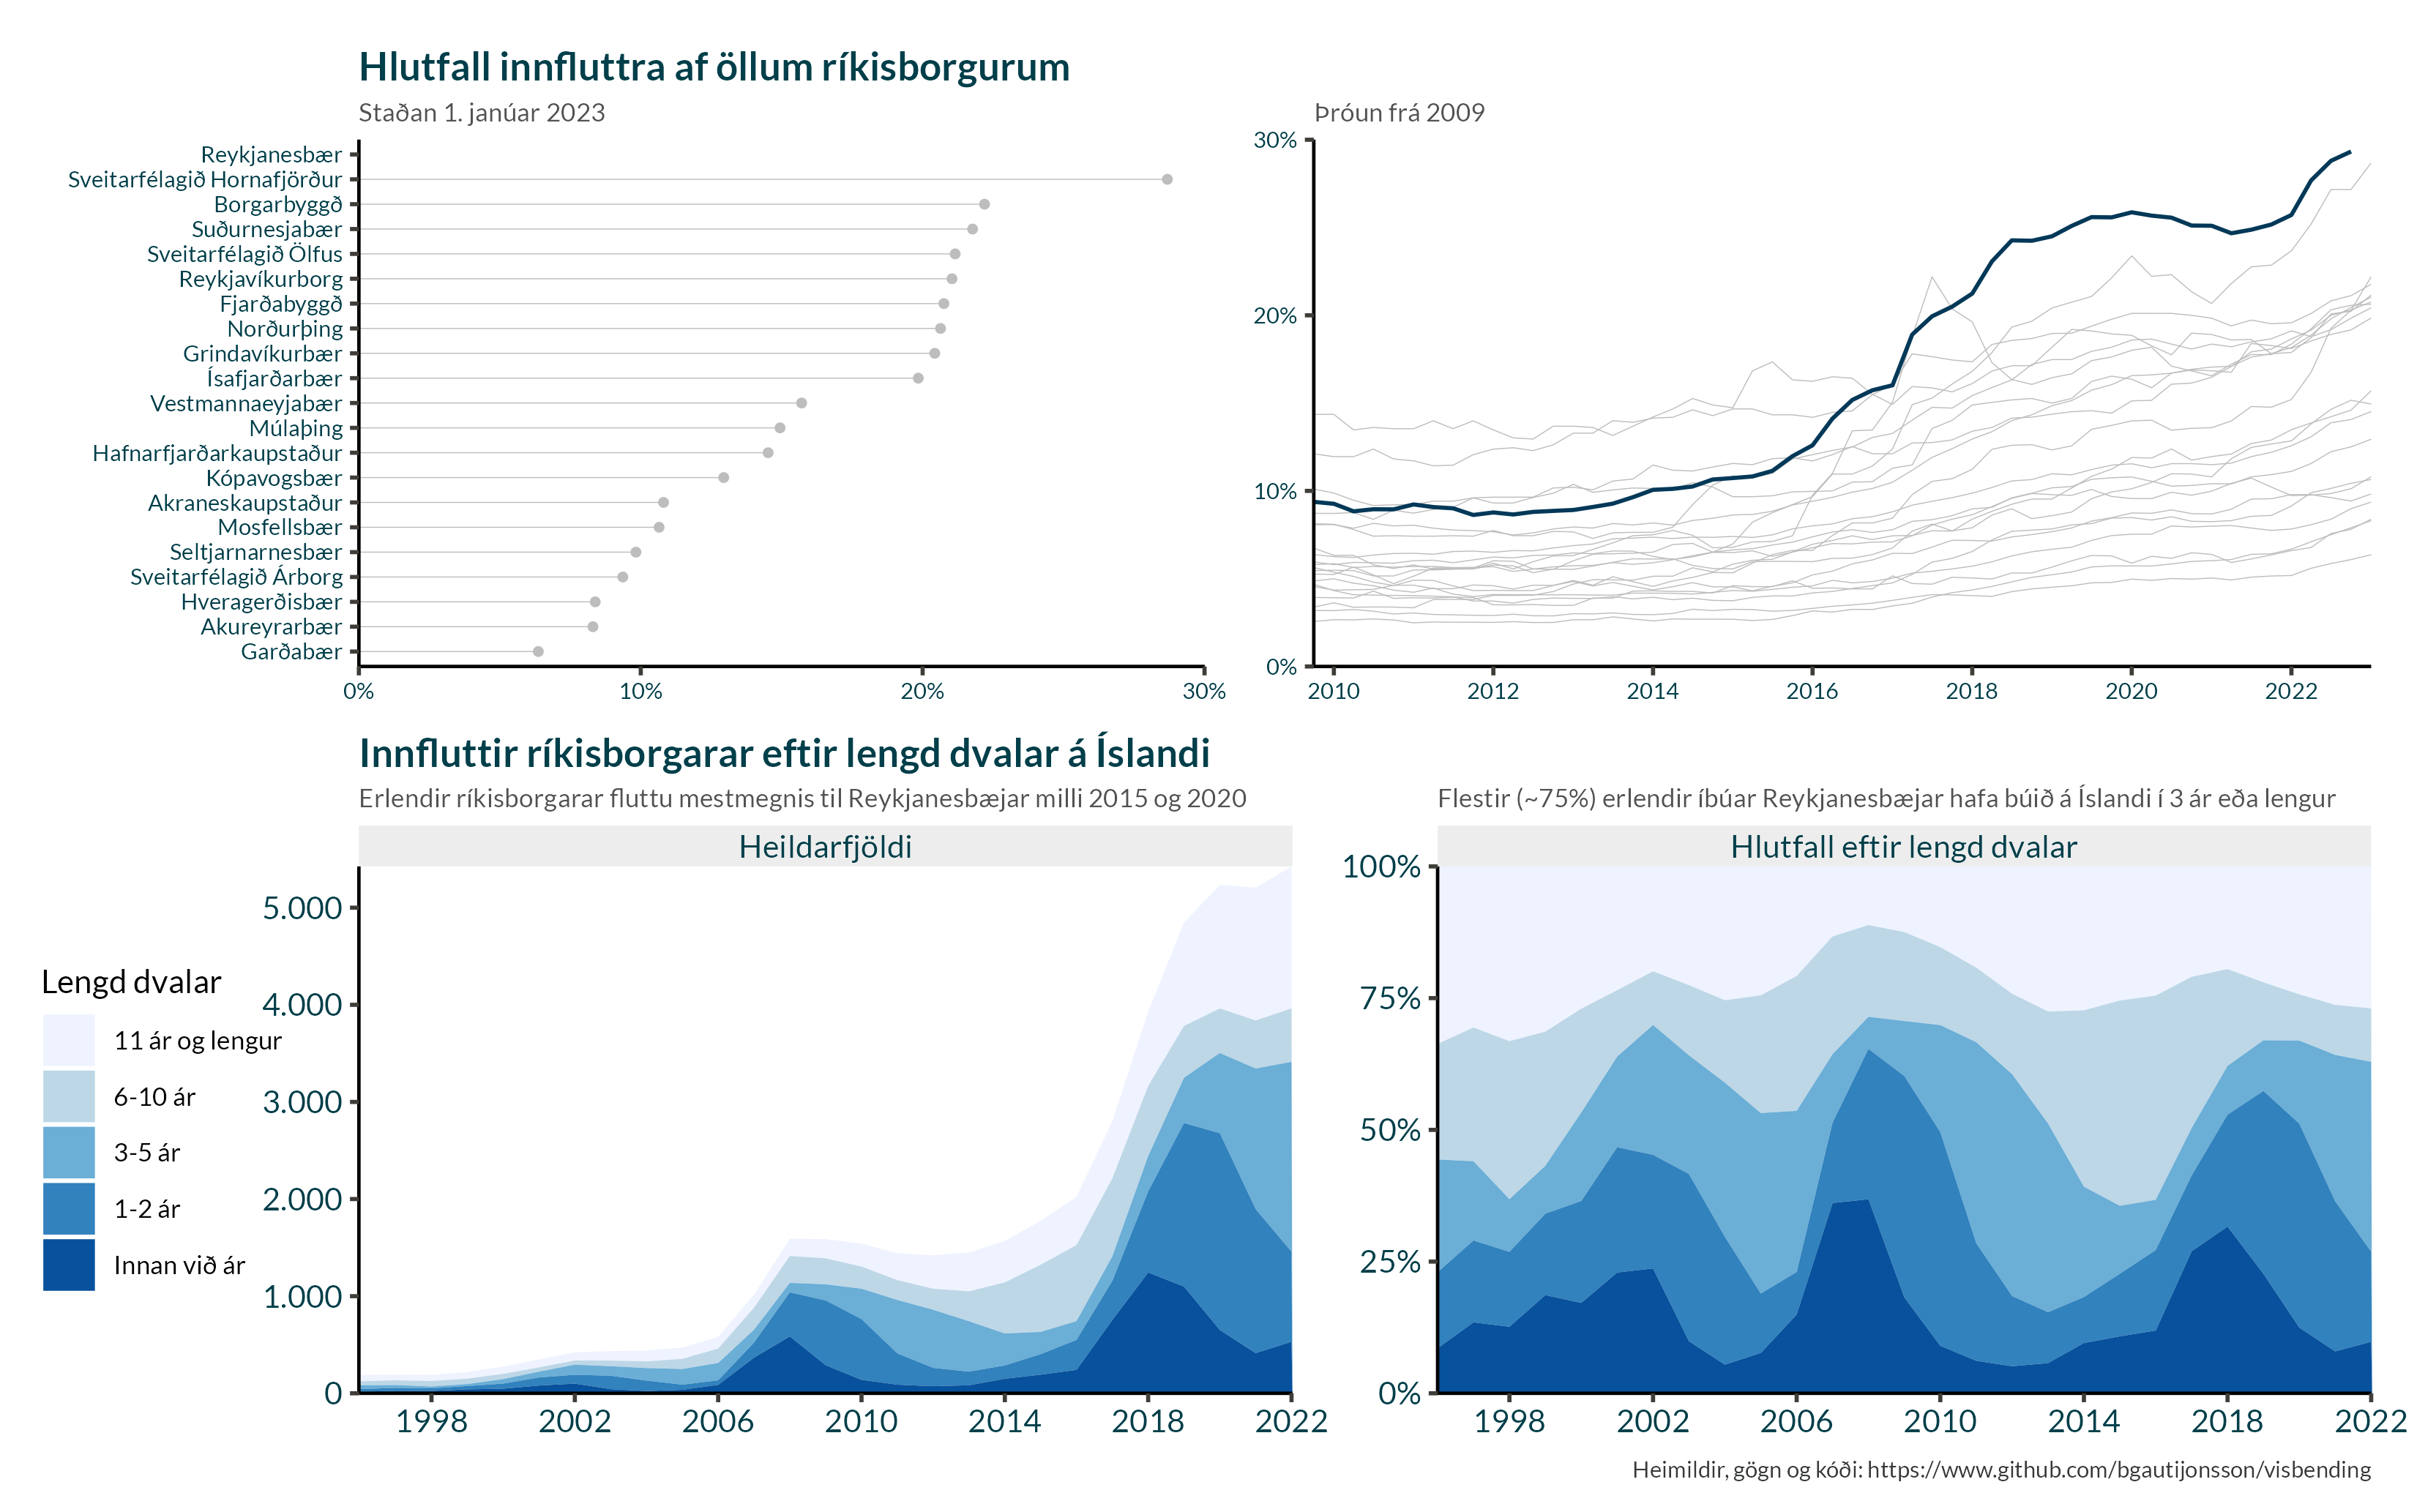 Hlutfall innfluttra af öllum ríkisborgurum
Staðan 1. janúar 2023
Reykjanesbær
Sveitarfélagið Hornafjörður
Borgarbyggð
Suðurnesjabær
Sveitarfélagið Ölfus
Reykjavíkurborg
Fjarðabyggð
Norðurþing
Grindavíkurbær
Ísafjarðarbær
Vestmannaeyjabær
Múlaþing
Hafnarfjarðarkaupstaður
Kópavogsbær
Akraneskaupstaður
Mosfellsbær
Seltjarnarnesbær
Sveitarfélagið Árborg
Hveragerðisbær
Akureyrarbær
Garðabær
0% 10% 20% 30%
Þróun frá 2009
30%
20%
10%
0%
2010 2012 2014 2016 2018 2020 2022
Innfluttir ríkisborgarar eftir lengd dvalar á Íslandi
Erlendir ríkisborgarar fluttu mestmegnis til Reykjanesbæjar milli 2015 og 2020
Heildarfjöldi
5.000
4.000
3.000
2.000
1.000
0
1998 2002 2006 2010 2014 2018 2022
Lengd dvalar
11 ár og lengur
6-10 ár
3-5 ár
1-2 ár
Innan við ár
Flestir (~75%) erlendir íbúar Reykjanesbæjar hafa búið á Íslandi í 3 ár eða lengur
Hlutfall eftir lengd dvalar
100%
75%
50%
25%
0%
1998 2002 2006 2010 2014 2018 2022
Heimildir, gögn og kóði: https://www.github.com/bgautijonsson/visbending